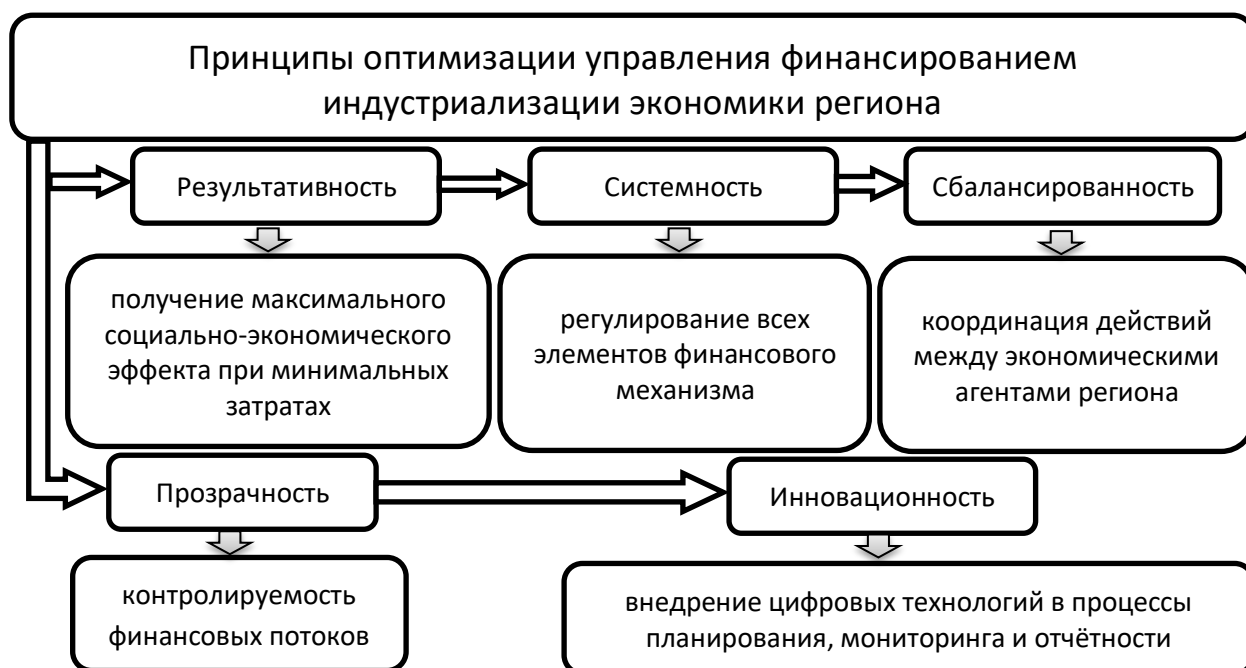 Принципы оптимизации управления финансированием
индустриализации экономики региона
Результативность
Системность
Сбалансированность
получение максимального
социально-экономического
эффекта при минимальных
затратах
регулирование всех
элементов финансового
механизма
координация действий
между экономическими
агентами региона
Прозрачность
Инновационность
контролируемость
финансовых потоков
внедрение цифровых технологий в процессы
планирования, мониторинга и отчётности